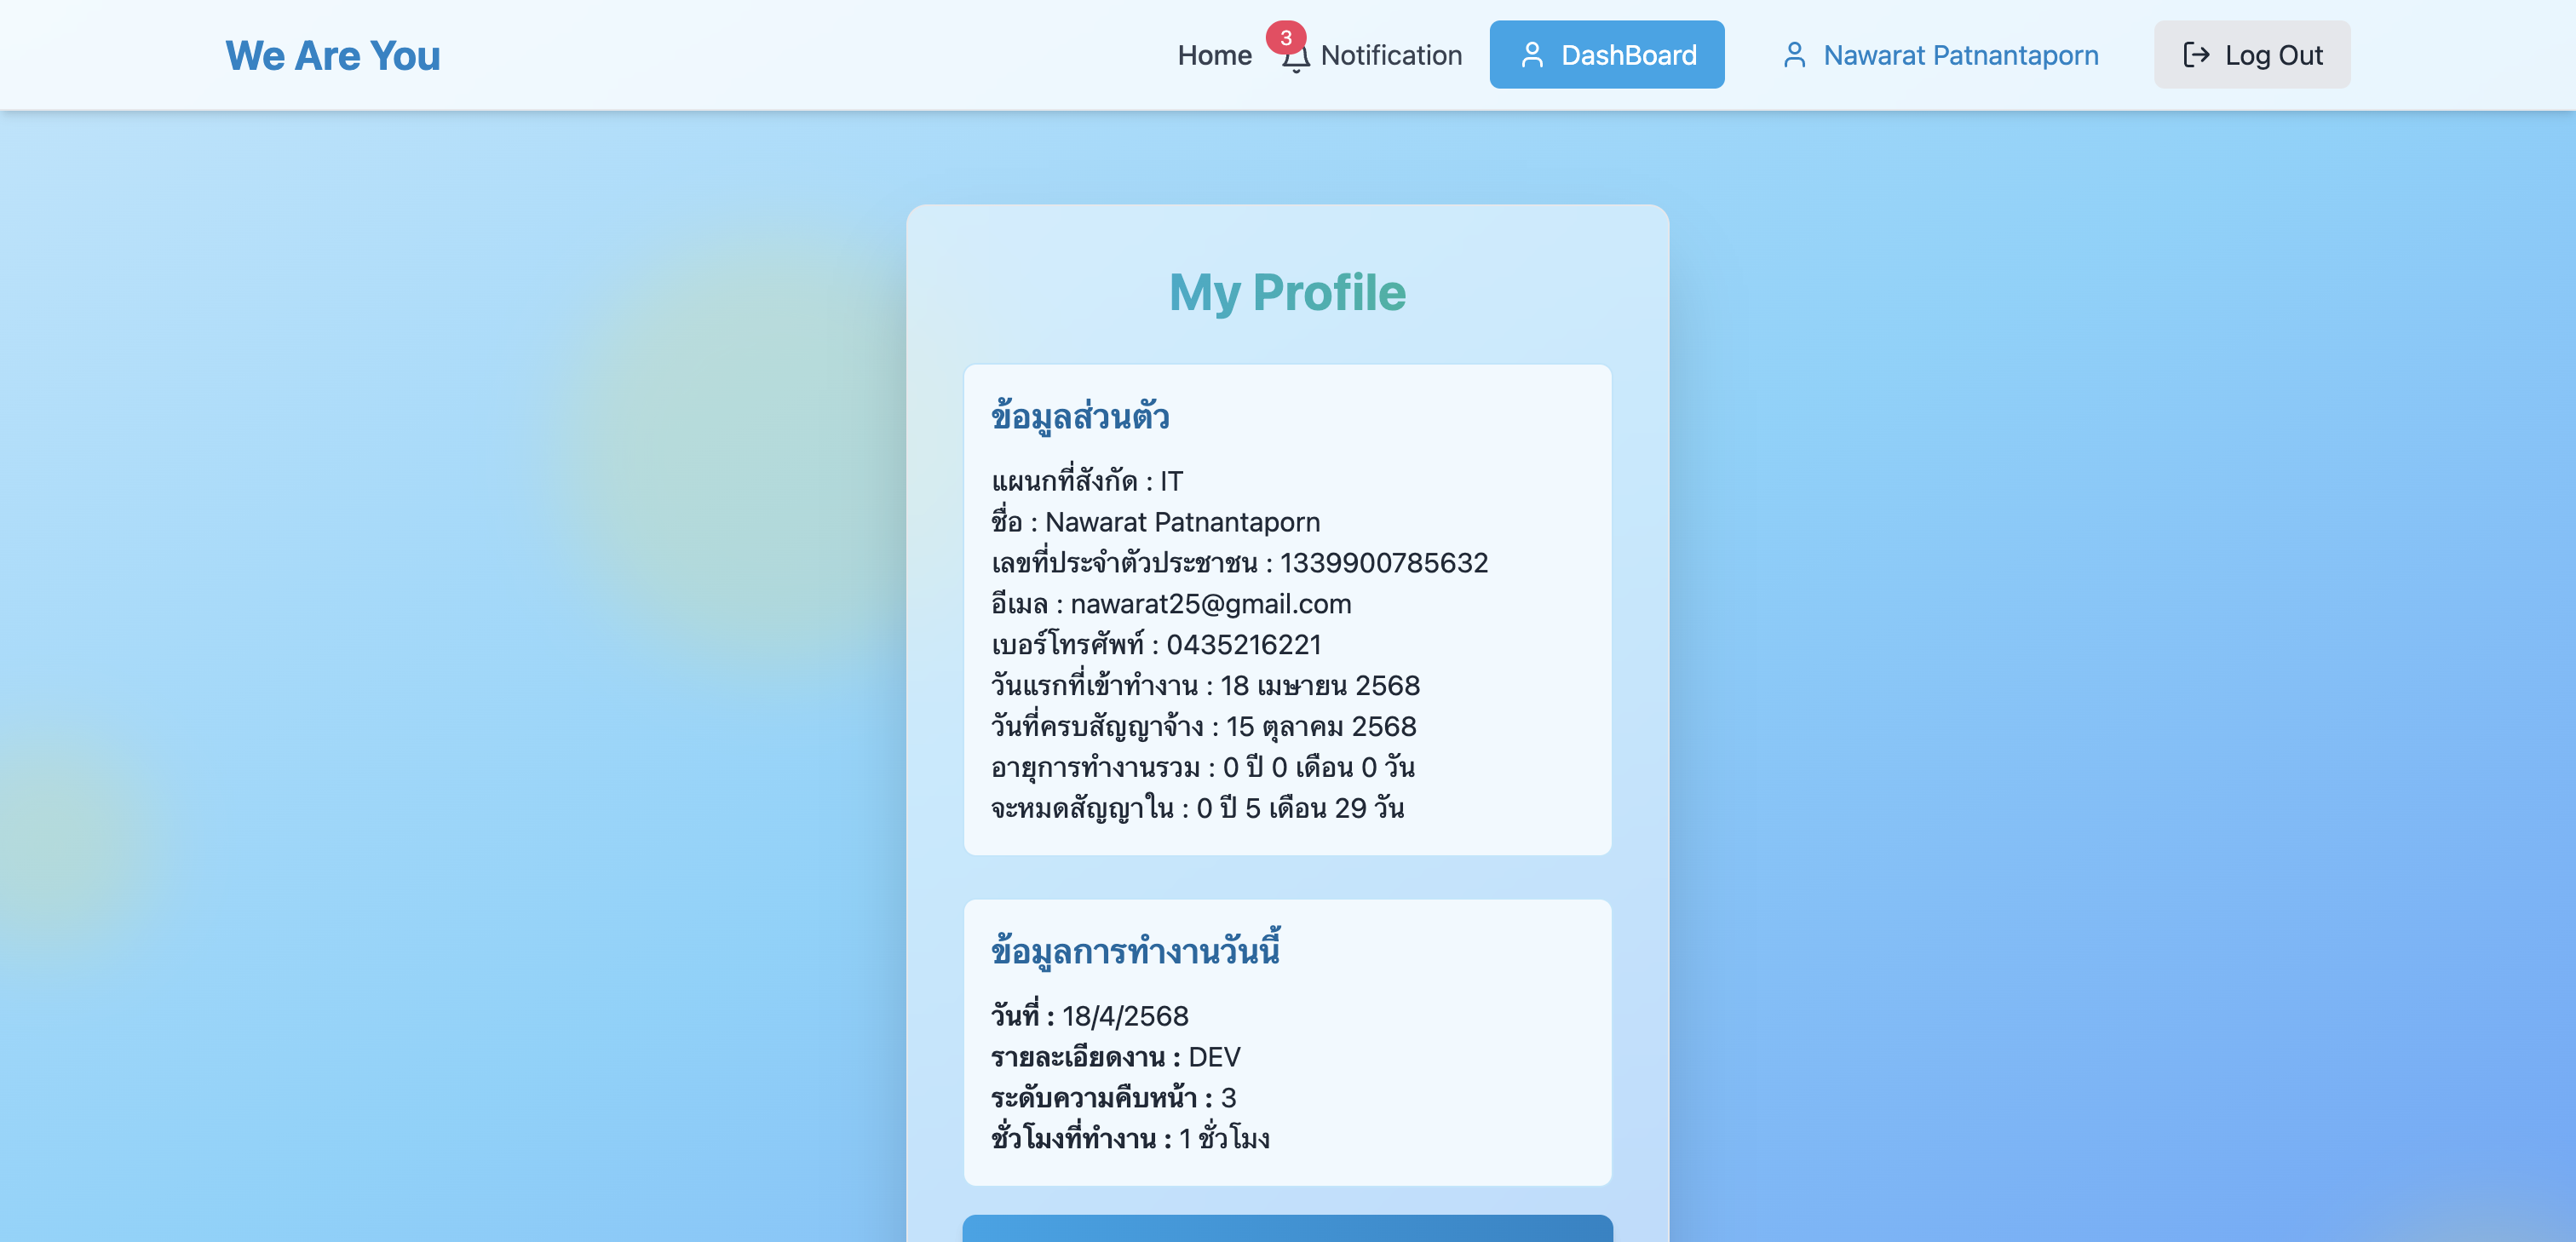 We Are You
Home
3
Notification
DashBoard
Nawarat Patnantaporn
Log Out
My Profile
ข้อมูลส่วนตัว
แผนกที่สังกัด : IT
ชื่อ : Nawarat Patnantaporn
เลขที่ประจำตัวประชาชน : 1339900785632
อีเมล : nawarat25@gmail.com
เบอร์โทรศัพท์ : 0435216221
วันแรกที่เข้าทำงาน : 18 เมษายน 2568
วันที่ครบสัญญาจ้าง : 15 ตุลาคม 2568
อายุการทำงานรวม : 0 ปี 0 เดือน 0 วัน
จะหมดสัญญาใน : 0 ปี 5 เดือน 29 วัน
ข้อมูลการทำงานวันนี้
วันที่ : 18/4/2568
รายละเอียดงาน : DEV
ระดับความคืบหน้า : 3
ชั่วโมงที่ทำงาน : 1 ชั่วโมง